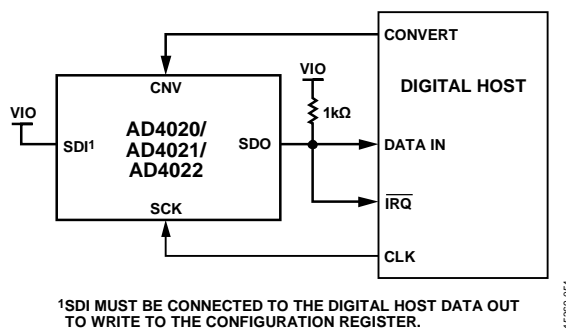 CONVERT
VIO
CNV
DIGITAL HOST
VIO
1kΩ
AD4020/
AD4021/
AD4022
SDI1
SDO
DATA IN
IRQ
SCK
CLK
1SDI MUST BE CONNECTED TO THE DIGITAL HOST DATA OUT
TO WRITE TO THE CONFIGURATION REGISTER.